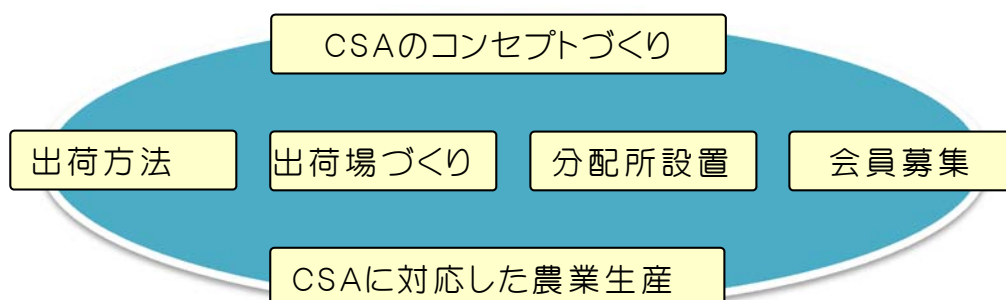 CSAのコンセプトづくり
出荷方法
出荷場づくり
分配所設置
会員募集
CSAに対応した農業生産